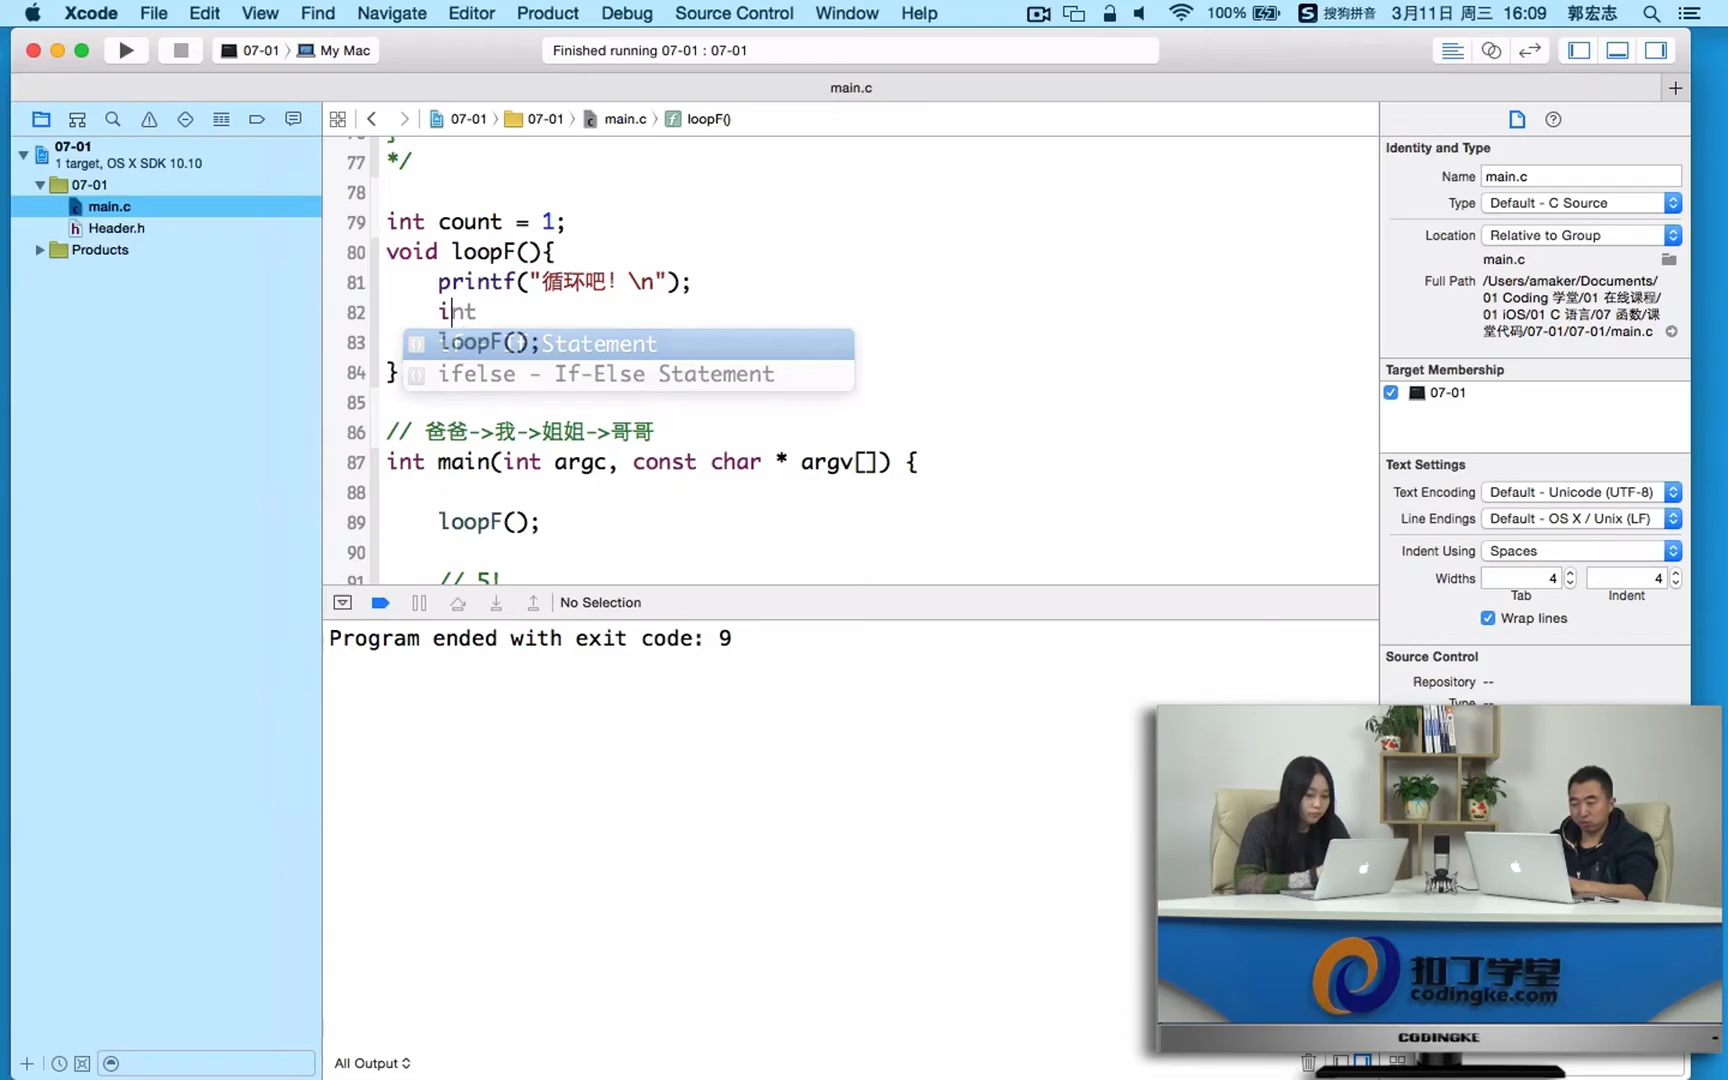 Xcode File Edit View Find Navigate Editor Product Debug Source Control Window Help 100% S 搜狗拼音 3月11日 周三 16:09 郭宏志
07-01 My Mac Finished running 07-01 : 07-01
main.c
07-01 07-01 main.c loopF()
07-01
1 target, OS X SDK 10.10
07-01
main.c
Header.h
Products
77 */
78
79 int count = 1;
80 void loopF(){
81 printf("循环吧！\n");
82 int
83 loopF();
Statement
84 }
ifelse - If-Else Statement
85
86 // 爸爸->我->姐姐->哥哥
87 int main(int argc, const char * argv[]) {
88
89 loopF();
90
91 // 5!
No Selection
Program ended with exit code: 9
All Output
Identity and Type
Name main.c
Type Default - C Source
Location Relative to Group
main.c
Full Path /Users/amaker/Documents/
01 Coding 学堂/01 在线课程/
01 iOS/01 C 语言/07 函数/课
堂代码/07-01/07-01/main.c
Target Membership
07-01
Text Settings
Text Encoding Default - Unicode (UTF-8)
Line Endings Default - OS X / Unix (LF)
Indent Using Spaces
Widths 4 4
Tab Indent
Wrap lines
Source Control
Repository --
Type --
扣丁学堂
codingke.com
CODINGKE